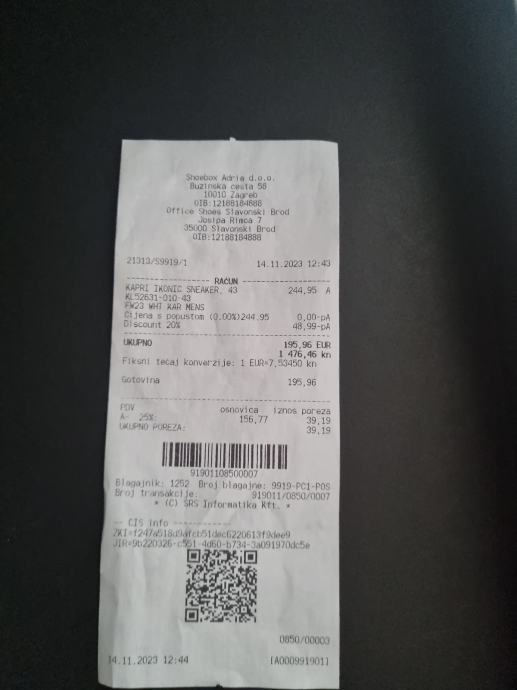 Shoebox Adria d.o.o.
Buzinska cesta 58
10010 Zagreb
OIB:12188184888
Office Shoes Slavonski Brod
Josipa Rimca 7
35000 Slavonski Brod
OIB:12188184888
21313/S9919/1 14.11.2023 12:43
RAČUN
KAPRI IKONIC SNEAKER, 43 244,95 A
KL52631-010-43
FW23 WHT KAR MENS
Cijena s popustom (0.00%)244.95 0,00-pA
Discount 20% 48,99-pA
UKUPNO 195,96 EUR
1 476,46 kn
Fiksni tečaj konverzije: 1 EUR=7,53450 kn
Gotovina 195,96
PDV osnovica iznos poreza
A- 25%: 156,77 39,19
UKUPNO POREZA: 39,19
91901108500007
Blagajnik: 1252 Broj blagajne: 9919-PC1-POS
Broj transakcije: 919011/0850/0007
* (C) SRS Informatika Kft. *
-- CIS info ------------
ZKI=f247a518d9afcb51dec6220613f9dee9
JIR=9b220326-c551-4d60-b734-3a091970dc5e
0850/00003
14.11.2023 12:44 [A000991901]